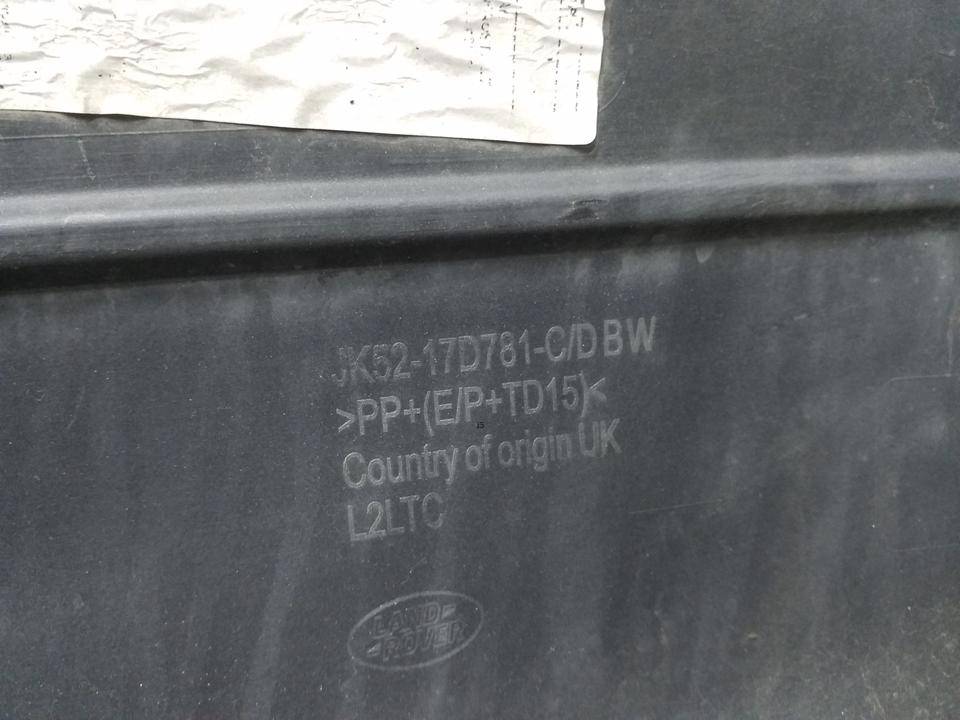 JK52-17D781-C/D BW
>PP+(E/P+TD15)<
Country of origin UK
L2LTC
LAND-
-ROVER